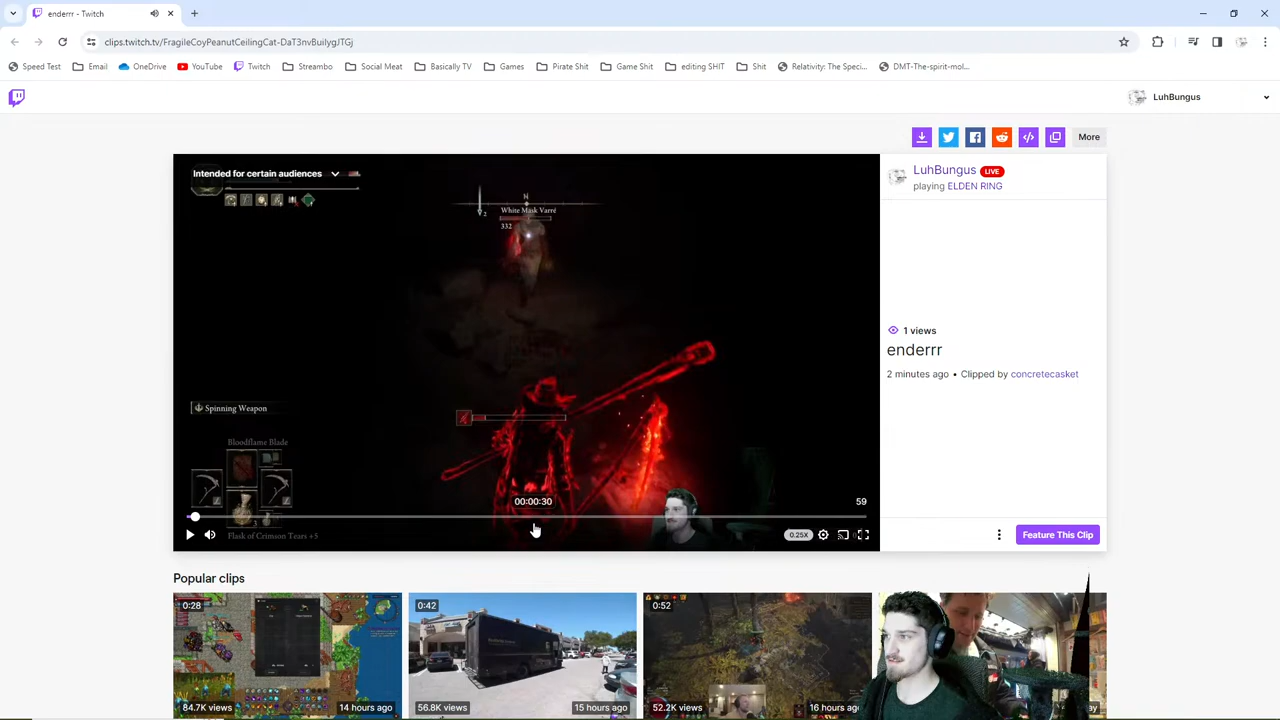 enderrr - Twitch
clips.twitch.tv/FragileCoyPeanutCeilingCat-DaT3nvBuilygJTGj
Speed Test Email OneDrive YouTube Twitch Streambo Social Meat Basically TV Games Pirate Shit Game Shit editing SHIT Shit Relativity: The Speci... DMT-The-spirit-mol...
LuhBungus
More
Intended for certain audiences
LuhBungus LIVE
playing ELDEN RING
N
2
White Mask Varré
332
1 views
enderrr
2 minutes ago • Clipped by concretecasket
Spinning Weapon
Bloodflame Blade
00:00:30
59
3
Flask of Crimson Tears +5
0.25X
Feature This Clip
Popular clips
0:28
0:42
0:52
84.7K views
14 hours ago
56.8K views
15 hours ago
52.2K views
16 hours ago